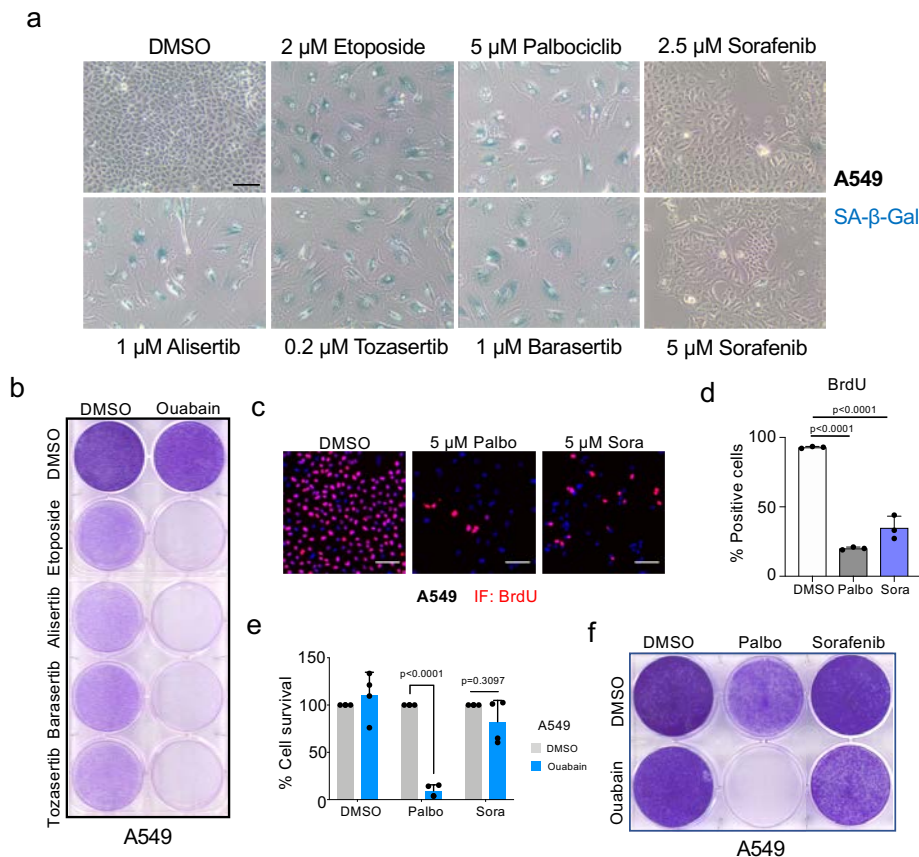 a
DMSO
2 μM Etoposide
5 μM Palbociclib
2.5 μM Sorafenib
A549
SA-β-Gal
1 μM Alisertib
0.2 μM Tozasertib
1 μM Barasertib
5 μM Sorafenib
b
DMSO
Ouabain
DMSO
Etoposide
Alisertib
Barasertib
Tozasertib
A549
c
DMSO
5 μM Palbo
5 μM Sora
A549 IF: BrdU
d
BrdU
p<0.0001
p<0.0001
% Positive cells
100
50
0
DMSO
Palbo
Sora
e
% Cell survival
150
100
50
0
p<0.0001
p=0.3097
A549
DMSO
Ouabain
DMSO
Palbo
Sora
f
DMSO
Palbo
Sorafenib
DMSO
Ouabain
A549